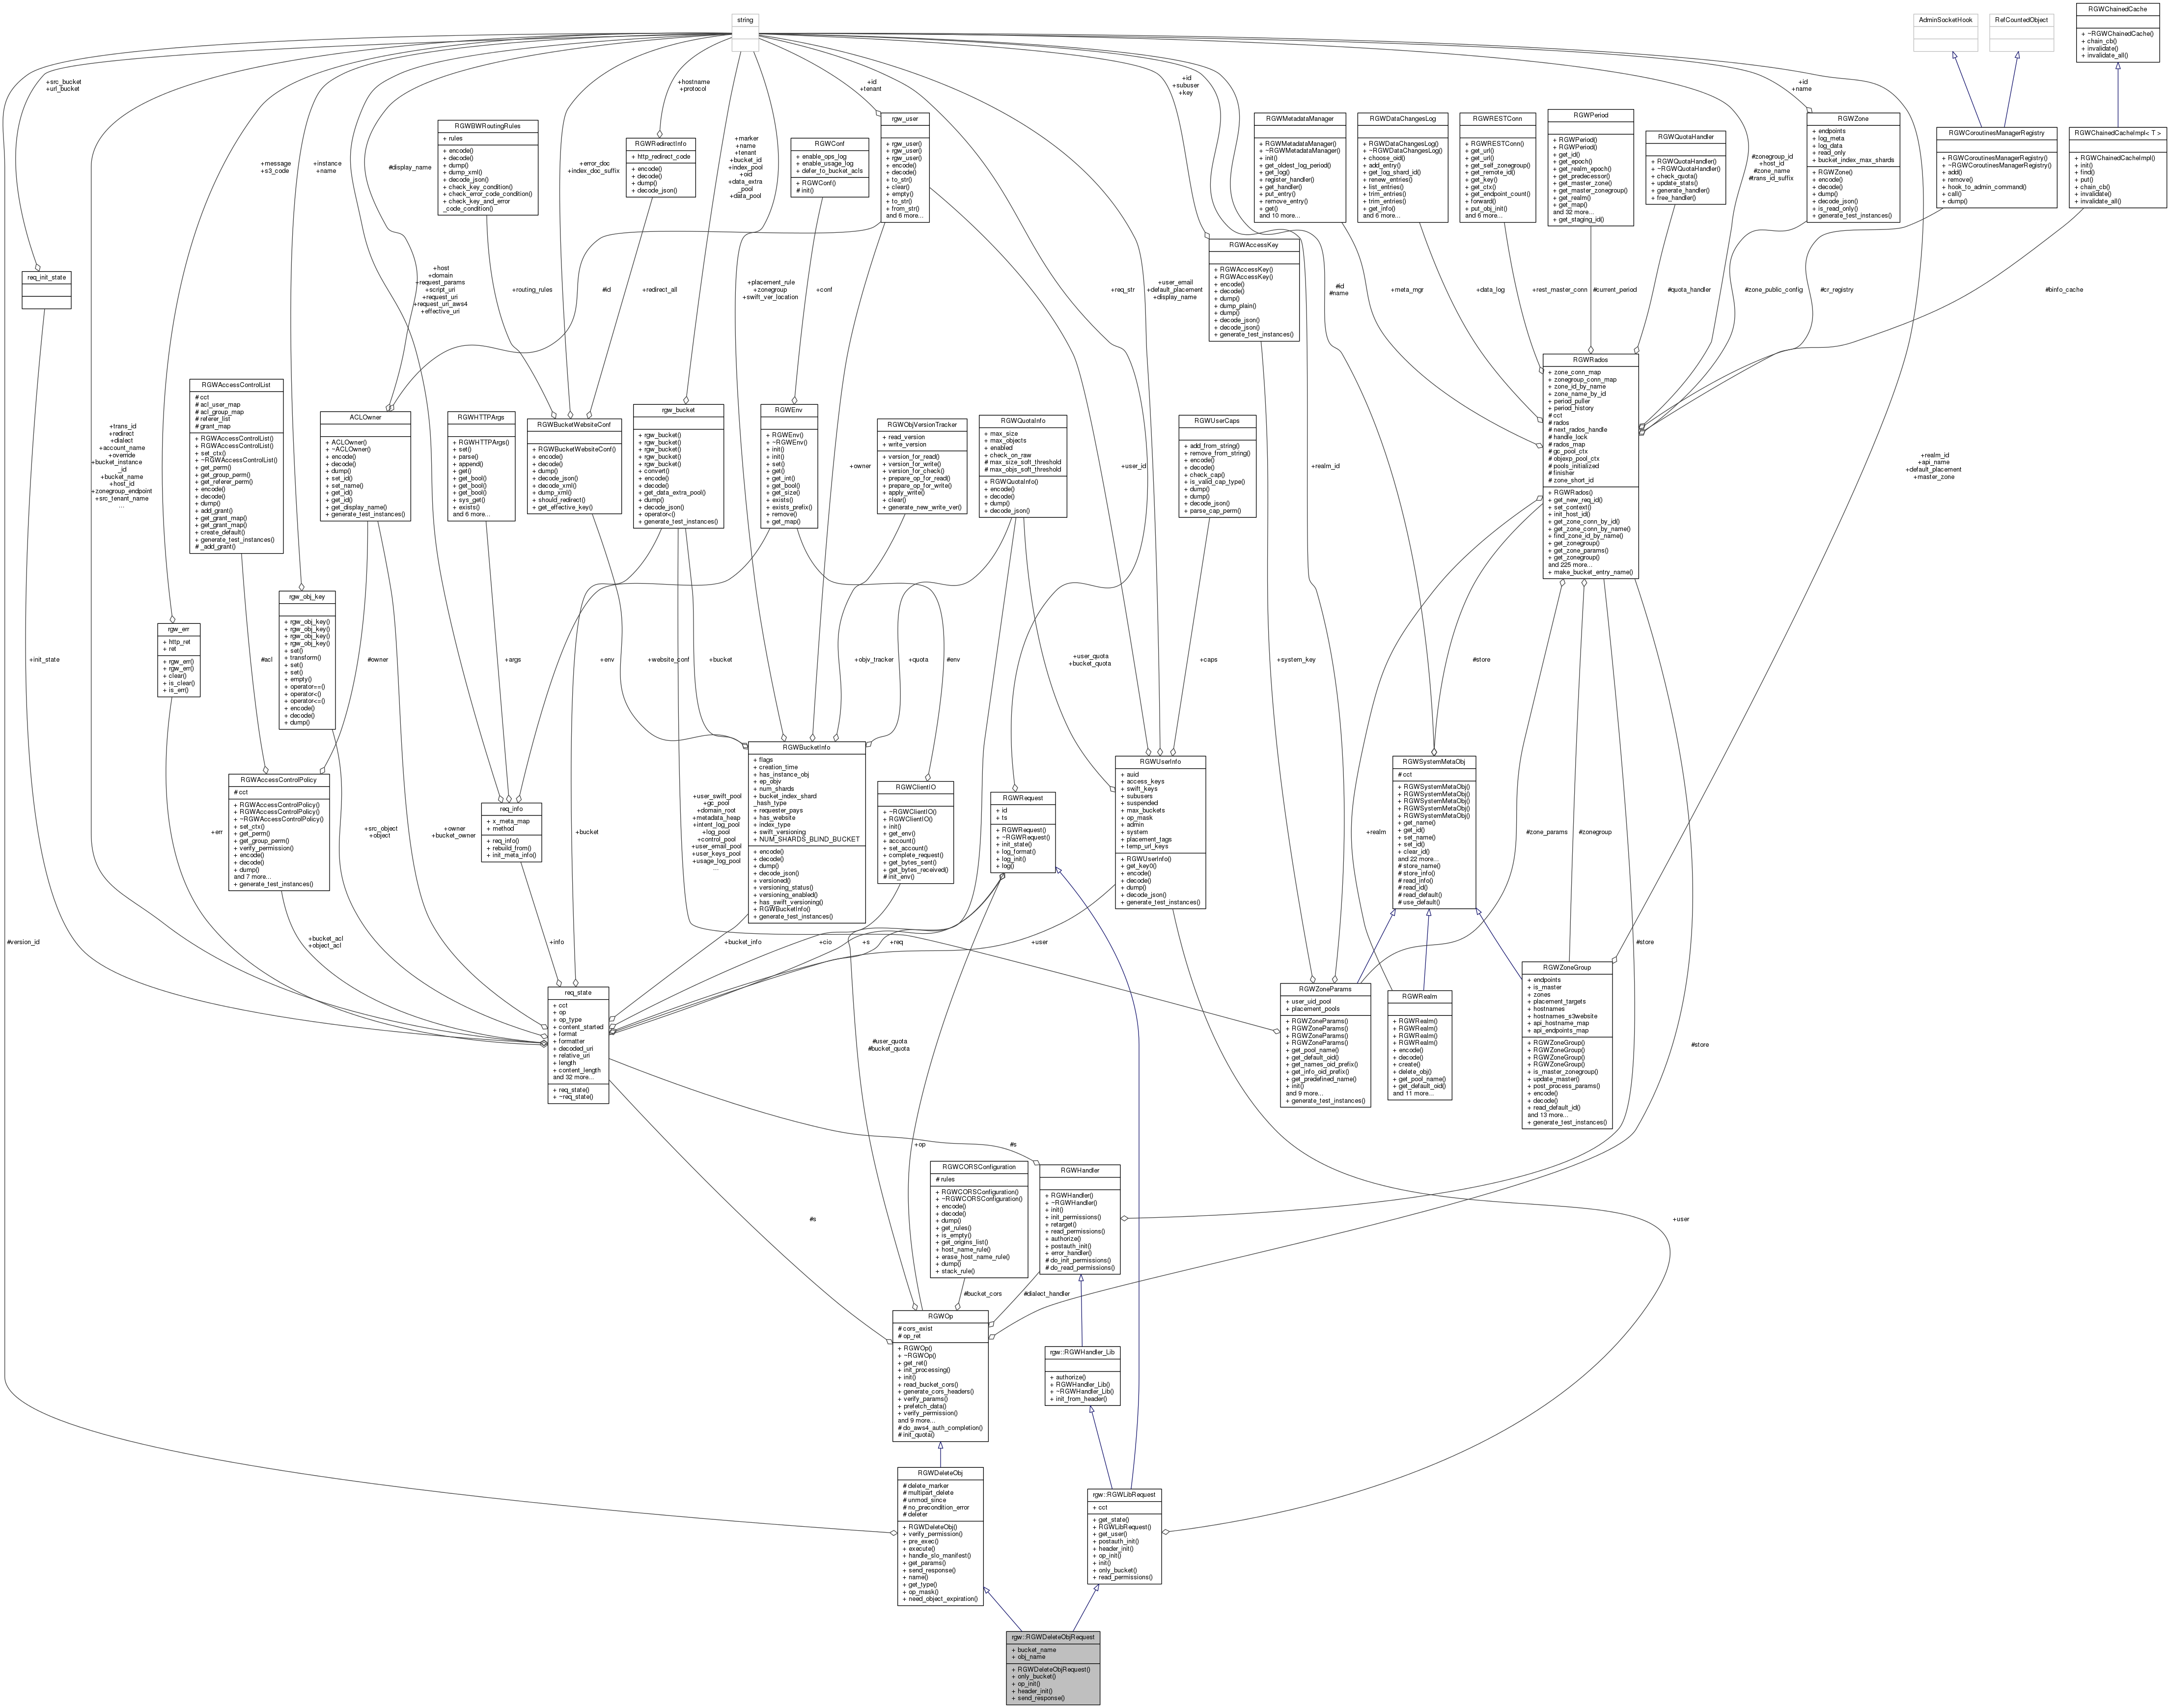 string
AdminSocketHook
RefCountedObject
RGWChainedCache
+ ~RGWChainedCache()
+ chain_cb()
+ invalidate()
+ invalidate_all()
+src_bucket
+url_bucket
+hostname
+protocol
+id
+tenant
+id
+subuser
+key
+id
+name
RGWBWRoutingRules
+ rules
+ encode()
+ decode()
+ dump()
+ dump_xml()
+ decode_json()
+ check_key_condition()
+ check_error_code_condition()
+ check_key_and_error
_code_condition()
RGWRedirectInfo
+ http_redirect_code
+ encode()
+ decode()
+ dump()
+ decode_json()
+marker
+name
+tenant
+bucket_id
+index_pool
+oid
+data_extra
_pool
+data_pool
RGWConf
+ enable_ops_log
+ enable_usage_log
+ defer_to_bucket_acls
+ RGWConf()
# init()
rgw_user
+ rgw_user()
+ rgw_user()
+ rgw_user()
+ encode()
+ decode()
+ to_str()
+ clear()
+ empty()
+ to_str()
+ from_str()
and 6 more...
RGWMetadataManager
+ RGWMetadataManager()
+ ~RGWMetadataManager()
+ init()
+ get_oldest_log_period()
+ get_log()
+ register_handler()
+ get_handler()
+ put_entry()
+ remove_entry()
+ get()
and 10 more...
RGWDataChangesLog
+ RGWDataChangesLog()
+ ~RGWDataChangesLog()
+ choose_oid()
+ add_entry()
+ get_log_shard_id()
+ renew_entries()
+ list_entries()
+ trim_entries()
+ trim_entries()
+ get_info()
and 6 more...
RGWRESTConn
+ RGWRESTConn()
+ get_url()
+ get_url()
+ get_self_zonegroup()
+ get_remote_id()
+ get_key()
+ get_ctx()
+ get_endpoint_count()
+ forward()
+ put_obj_init()
and 6 more...
RGWPeriod
+ RGWPeriod()
+ RGWPeriod()
+ get_id()
+ get_epoch()
+ get_realm_epoch()
+ get_predecessor()
+ get_master_zone()
+ get_master_zonegroup()
+ get_realm()
+ get_map()
and 32 more...
+ get_staging_id()
RGWQuotaHandler
+ RGWQuotaHandler()
+ ~RGWQuotaHandler()
+ check_quota()
+ update_stats()
+ generate_handler()
+ free_handler()
#zonegroup_id
+host_id
#zone_name
#trans_id_suffix
RGWZone
+ endpoints
+ log_meta
+ log_data
+ read_only
+ bucket_index_max_shards
+ RGWZone()
+ encode()
+ decode()
+ dump()
+ decode_json()
+ is_read_only()
+ generate_test_instances()
RGWCoroutinesManagerRegistry
+ RGWCoroutinesManagerRegistry()
+ ~RGWCoroutinesManagerRegistry()
+ add()
+ remove()
+ hook_to_admin_command()
+ call()
+ dump()
RGWChainedCacheImpl< T >
+ RGWChainedCacheImpl()
+ init()
+ find()
+ put()
+ chain_cb()
+ invalidate()
+ invalidate_all()
+message
+s3_code
+instance
+name
#display_name
+error_doc
+index_doc_suffix
req_init_state
+host
+domain
+request_params
+script_uri
+request_uri
+request_uri_aws4
+effective_uri
+routing_rules
#id
+redirect_all
+placement_rule
+zonegroup
+swift_ver_location
+conf
+req_str
+user_email
+default_placement
+display_name
RGWAccessKey
+ RGWAccessKey()
+ RGWAccessKey()
+ encode()
+ decode()
+ dump()
+ dump_plain()
+ dump()
+ decode_json()
+ decode_json()
+ generate_test_instances()
#id
#name
+meta_mgr
+data_log
+rest_master_conn
#current_period
#quota_handler
#zone_public_config
#cr_registry
#binfo_cache
RGWRados
+ zone_conn_map
+ zonegroup_conn_map
+ zone_id_by_name
+ zone_name_by_id
+ period_puller
+ period_history
# cct
# rados
# next_rados_handle
# handle_lock
# rados_map
# gc_pool_ctx
# objexp_pool_ctx
# pools_initialized
# finisher
# zone_short_id
+ RGWRados()
+ get_new_req_id()
+ set_context()
+ init_host_id()
+ get_zone_conn_by_id()
+ get_zone_conn_by_name()
+ find_zone_id_by_name()
+ get_zonegroup()
+ get_zone_params()
+ get_zonegroup()
and 225 more...
+ make_bucket_entry_name()
+trans_id
+redirect
+dialect
+account_name
+override
+bucket_instance
_id
+bucket_name
+host_id
+zonegroup_endpoint
+src_tenant_name
...
RGWAccessControlList
# cct
# acl_user_map
# acl_group_map
# referer_list
# grant_map
+ RGWAccessControlList()
+ RGWAccessControlList()
+ set_ctx()
+ ~RGWAccessControlList()
+ get_perm()
+ get_group_perm()
+ get_referer_perm()
+ encode()
+ decode()
+ dump()
+ add_grant()
+ get_grant_map()
+ get_grant_map()
+ create_default()
+ generate_test_instances()
# _add_grant()
ACLOwner
+ ACLOwner()
+ ~ACLOwner()
+ encode()
+ decode()
+ dump()
+ set_id()
+ set_name()
+ get_id()
+ get_id()
+ get_display_name()
+ generate_test_instances()
RGWHTTPArgs
+ RGWHTTPArgs()
+ set()
+ parse()
+ append()
+ get()
+ get_bool()
+ get_bool()
+ get_bool()
+ sys_get()
+ exists()
and 6 more...
RGWBucketWebsiteConf
+ RGWBucketWebsiteConf()
+ encode()
+ decode()
+ dump()
+ decode_json()
+ decode_xml()
+ dump_xml()
+ should_redirect()
+ get_effective_key()
rgw_bucket
+ rgw_bucket()
+ rgw_bucket()
+ rgw_bucket()
+ rgw_bucket()
+ rgw_bucket()
+ convert()
+ encode()
+ decode()
+ get_data_extra_pool()
+ dump()
+ decode_json()
+ operator<()
+ generate_test_instances()
RGWEnv
+ RGWEnv()
+ ~RGWEnv()
+ init()
+ init()
+ set()
+ get()
+ get_int()
+ get_bool()
+ get_size()
+ exists()
+ exists_prefix()
+ remove()
+ get_map()
+owner
RGWObjVersionTracker
+ read_version
+ write_version
+ version_for_read()
+ version_for_write()
+ version_for_check()
+ prepare_op_for_read()
+ prepare_op_for_write()
+ apply_write()
+ clear()
+ generate_new_write_ver()
RGWQuotaInfo
+ max_size
+ max_objects
+ enabled
+ check_on_raw
# max_size_soft_threshold
# max_objs_soft_threshold
+ RGWQuotaInfo()
+ encode()
+ decode()
+ dump()
+ decode_json()
+user_id
RGWUserCaps
+ add_from_string()
+ remove_from_string()
+ encode()
+ decode()
+ check_cap()
+ is_valid_cap_type()
+ dump()
+ dump()
+ decode_json()
+ parse_cap_perm()
+realm_id
+realm_id
+api_name
+default_placement
+master_zone
rgw_obj_key
+ rgw_obj_key()
+ rgw_obj_key()
+ rgw_obj_key()
+ rgw_obj_key()
+ set()
+ transform()
+ set()
+ set()
+ empty()
+ operator==()
+ operator<()
+ operator<=()
+ encode()
+ decode()
+ dump()
rgw_err
+ http_ret
+ ret
+ rgw_err()
+ rgw_err()
+ clear()
+ is_clear()
+ is_err()
+init_state
#acl
#owner
+args
+env
+website_conf
+bucket
+objv_tracker
+quota
#env
+user_quota
+bucket_quota
+caps
+system_key
#store
RGWAccessControlPolicy
# cct
+ RGWAccessControlPolicy()
+ RGWAccessControlPolicy()
+ ~RGWAccessControlPolicy()
+ set_ctx()
+ get_perm()
+ get_group_perm()
+ verify_permission()
+ encode()
+ decode()
+ dump()
and 7 more...
+ generate_test_instances()
+err
+src_object
+object
+owner
+bucket_owner
req_info
+ x_meta_map
+ method
+ req_info()
+ rebuild_from()
+ init_meta_info()
+bucket
+user_swift_pool
+gc_pool
+domain_root
+metadata_heap
+intent_log_pool
+log_pool
+control_pool
+user_email_pool
+user_keys_pool
+usage_log_pool
...
RGWBucketInfo
+ flags
+ creation_time
+ has_instance_obj
+ ep_objv
+ num_shards
+ bucket_index_shard
_hash_type
+ requester_pays
+ has_website
+ index_type
+ swift_versioning
+ NUM_SHARDS_BLIND_BUCKET
+ encode()
+ decode()
+ dump()
+ decode_json()
+ versioned()
+ versioning_status()
+ versioning_enabled()
+ has_swift_versioning()
+ RGWBucketInfo()
+ generate_test_instances()
RGWClientIO
+ ~RGWClientIO()
+ RGWClientIO()
+ init()
+ get_env()
+ account()
+ set_account()
+ complete_request()
+ get_bytes_sent()
+ get_bytes_received()
# init_env()
RGWRequest
+ id
+ ts
+ RGWRequest()
+ ~RGWRequest()
+ init_state()
+ log_format()
+ log_init()
+ log()
RGWUserInfo
+ auid
+ access_keys
+ swift_keys
+ subusers
+ suspended
+ max_buckets
+ op_mask
+ admin
+ system
+ placement_tags
+ temp_url_keys
+ RGWUserInfo()
+ get_key0()
+ encode()
+ decode()
+ dump()
+ decode_json()
+ generate_test_instances()
+realm
RGWSystemMetaObj
# cct
+ RGWSystemMetaObj()
+ RGWSystemMetaObj()
+ RGWSystemMetaObj()
+ RGWSystemMetaObj()
+ RGWSystemMetaObj()
+ get_name()
+ get_id()
+ set_name()
+ set_id()
+ clear_id()
and 22 more...
# store_name()
# store_info()
# read_info()
# read_id()
# read_default()
# use_default()
#zone_params
#zonegroup
#version_id
+bucket_acl
+object_acl
+info
+bucket_info
+cio
+s
+req
+user
#store
req_state
+ cct
+ op
+ op_type
+ content_started
+ format
+ formatter
+ decoded_uri
+ relative_uri
+ length
+ content_length
and 32 more...
+ req_state()
+ ~req_state()
#user_quota
#bucket_quota
RGWZoneParams
+ user_uid_pool
+ placement_pools
+ RGWZoneParams()
+ RGWZoneParams()
+ RGWZoneParams()
+ RGWZoneParams()
+ get_pool_name()
+ get_default_oid()
+ get_names_oid_prefix()
+ get_info_oid_prefix()
+ get_predefined_name()
+ init()
and 9 more...
+ generate_test_instances()
RGWRealm
+ RGWRealm()
+ RGWRealm()
+ RGWRealm()
+ RGWRealm()
+ encode()
+ decode()
+ create()
+ delete_obj()
+ get_pool_name()
+ get_default_oid()
and 11 more...
RGWZoneGroup
+ endpoints
+ is_master
+ zones
+ placement_targets
+ hostnames
+ hostnames_s3website
+ api_hostname_map
+ api_endpoints_map
+ RGWZoneGroup()
+ RGWZoneGroup()
+ RGWZoneGroup()
+ RGWZoneGroup()
+ is_master_zonegroup()
+ update_master()
+ post_process_params()
+ encode()
+ decode()
+ read_default_id()
and 13 more...
+ generate_test_instances()
#store
+op
#s
RGWCORSConfiguration
# rules
+ RGWCORSConfiguration()
+ ~RGWCORSConfiguration()
+ encode()
+ decode()
+ dump()
+ get_rules()
+ is_empty()
+ get_origins_list()
+ host_name_rule()
+ erase_host_name_rule()
+ dump()
+ stack_rule()
RGWHandler
+ RGWHandler()
+ ~RGWHandler()
+ init()
+ init_permissions()
+ retarget()
+ read_permissions()
+ authorize()
+ postauth_init()
+ error_handler()
# do_init_permissions()
# do_read_permissions()
#s
+user
#bucket_cors
#dialect_handler
RGWOp
# cors_exist
# op_ret
+ RGWOp()
+ ~RGWOp()
+ get_ret()
+ init_processing()
+ init()
+ read_bucket_cors()
+ generate_cors_headers()
+ verify_params()
+ prefetch_data()
+ verify_permission()
and 9 more...
# do_aws4_auth_completion()
# init_quota()
rgw::RGWHandler_Lib
+ authorize()
+ RGWHandler_Lib()
+ ~RGWHandler_Lib()
+ init_from_header()
RGWDeleteObj
# delete_marker
# multipart_delete
# unmod_since
# no_precondition_error
# deleter
+ RGWDeleteObj()
+ verify_permission()
+ pre_exec()
+ execute()
+ handle_slo_manifest()
+ get_params()
+ send_response()
+ name()
+ get_type()
+ op_mask()
+ need_object_expiration()
rgw::RGWLibRequest
+ cct
+ get_state()
+ RGWLibRequest()
+ get_user()
+ postauth_init()
+ header_init()
+ op_init()
+ init()
+ only_bucket()
+ read_permissions()
rgw::RGWDeleteObjRequest
+ bucket_name
+ obj_name
+ RGWDeleteObjRequest()
+ only_bucket()
+ op_init()
+ header_init()
+ send_response()